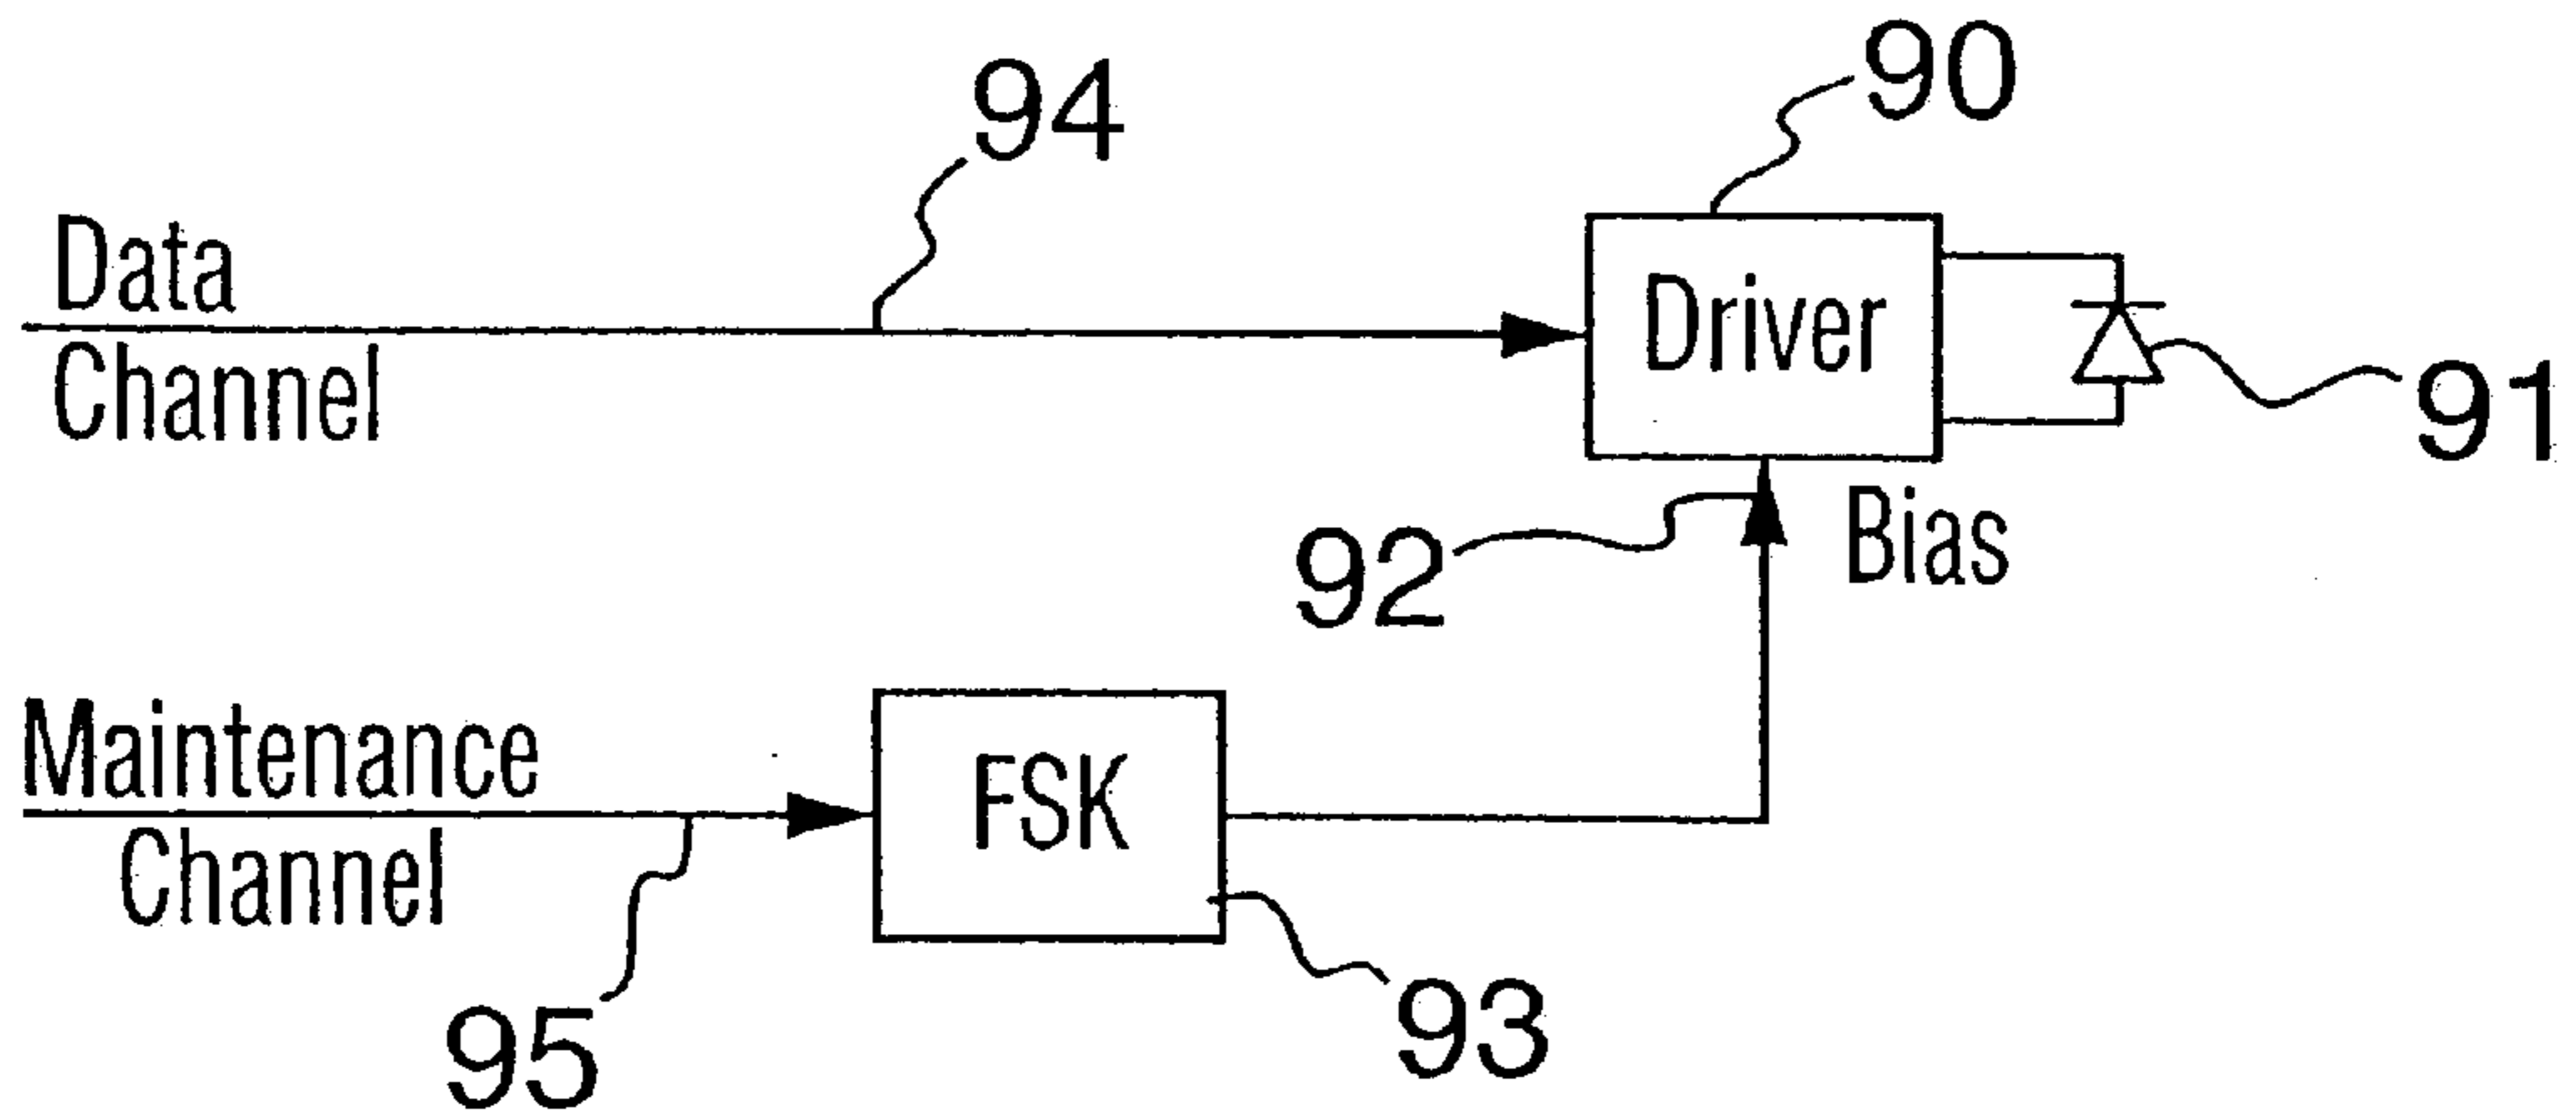 90
94
Data
Channel
Driver
91
92
Bias
Maintenance
Channel
FSK
93
95